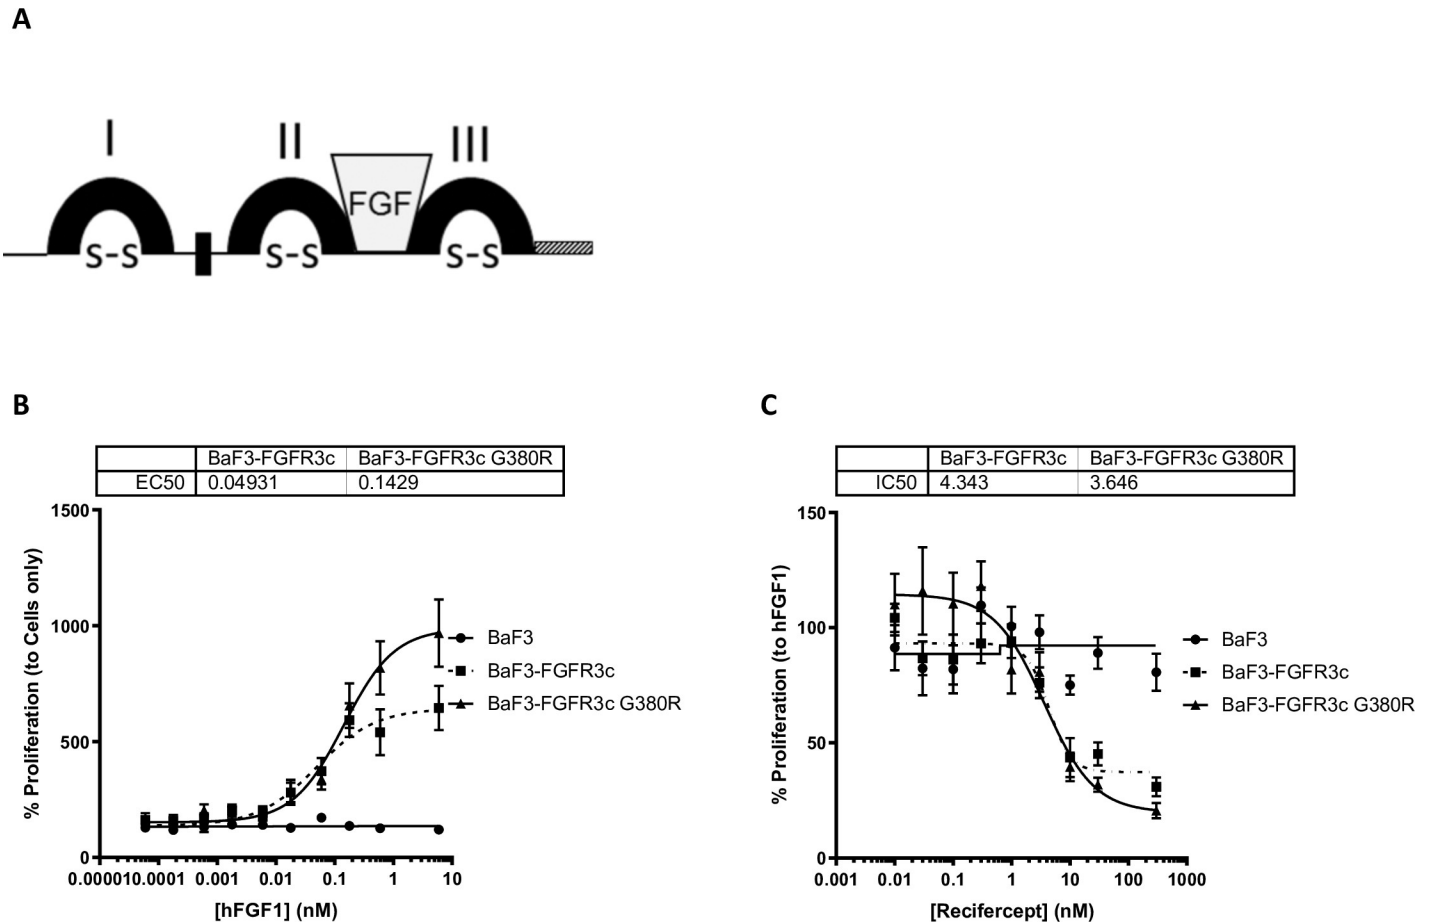 A
I II III
FGF
S-S S-S S-S
B
BaF3-FGFR3c BaF3-FGFR3c G380R
EC50 0.04931 0.1429
1500
1000
500
0
% Proliferation (to Cells only)
BaF3
BaF3-FGFR3c
BaF3-FGFR3c G380R
0.00001 0.0001 0.001 0.01 0.1 1 10
[hFGF1] (nM)
C
BaF3-FGFR3c BaF3-FGFR3c G380R
IC50 4.343 3.646
150
100
50
0
% Proliferation (to hFGF1)
BaF3
BaF3-FGFR3c
BaF3-FGFR3c G380R
0.001 0.01 0.1 1 10 100 1000
[Recifercept] (nM)